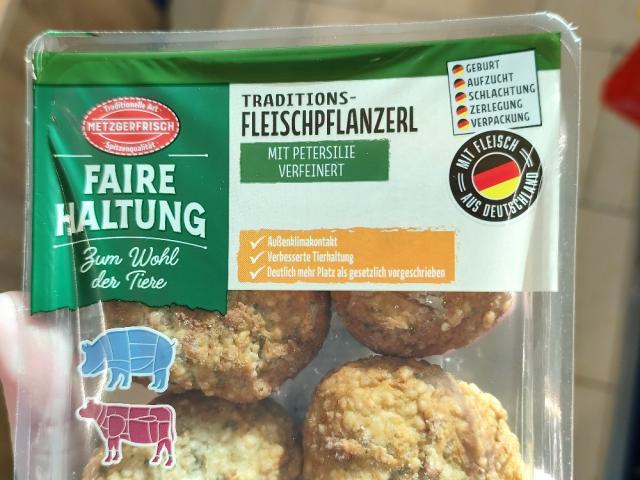 Traditionelle Art
METZGERFRISCH
Spitzenqualität
FAIRE
HALTUNG
Zum Wohl
der Tiere
TRADITIONS-
FLEISCHPFLANZERL
MIT PETERSILIE
VERFEINERT
Außenklimakontakt
Verbesserte Tierhaltung
Deutlich mehr Platz als gesetzlich vorgeschrieben
GEBURT
AUFZUCHT
SCHLACHTUNG
ZERLEGUNG
VERPACKUNG
MIT FLEISCH
AUS DEUTSCHLAND